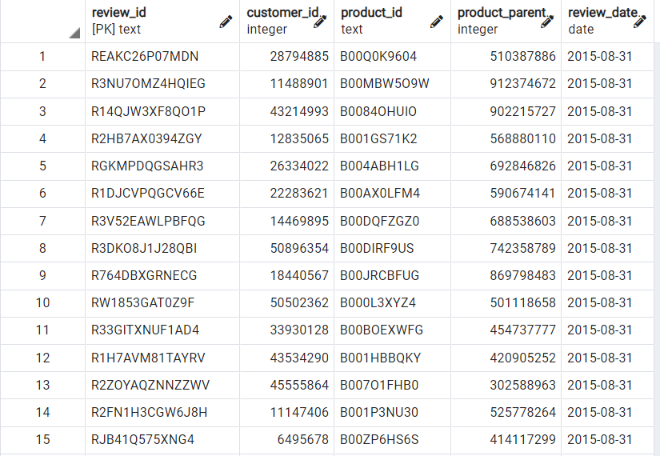 review_id customer_id product_id product_parent review_date
[PK] text integer text integer date
1 REAKC26P07MDN 28794885 B00Q0K9604 510387886 2015-08-31
2 R3NU7OMZ4HQIEG 11488901 B00MBW5O9W 912374672 2015-08-31
3 R14QJW3XF8QO1P 43214993 B0084OHUIO 902215727 2015-08-31
4 R2HB7AX0394ZGY 12835065 B001GS71K2 568880110 2015-08-31
5 RGKMPDQGSAHR3 26334022 B004ABH1LG 692846826 2015-08-31
6 R1DJCVPQGCV66E 22283621 B00AX0LFM4 590674141 2015-08-31
7 R3V52EAWLPBFQG 14469895 B00DQFZGZ0 688538603 2015-08-31
8 R3DKO8J1J28QBI 50896354 B00DIRF9US 742358789 2015-08-31
9 R764DBXGRNECG 18440567 B00JRCBFUG 869798483 2015-08-31
10 RW1853GAT0Z9F 50502362 B000L3XYZ4 501118658 2015-08-31
11 R33GITXNUF1AD4 33930128 B00BOEXWFG 454737777 2015-08-31
12 R1H7AVM81TAYRV 43534290 B001HBBQKY 420905252 2015-08-31
13 R2ZOYAQZNNZZWV 45555864 B007O1FHB0 302588963 2015-08-31
14 R2FN1H3CGW6J8H 11147406 B001P3NU30 525778264 2015-08-31
15 RJB41Q575XNG4 6495678 B00ZP6HS6S 414117299 2015-08-31